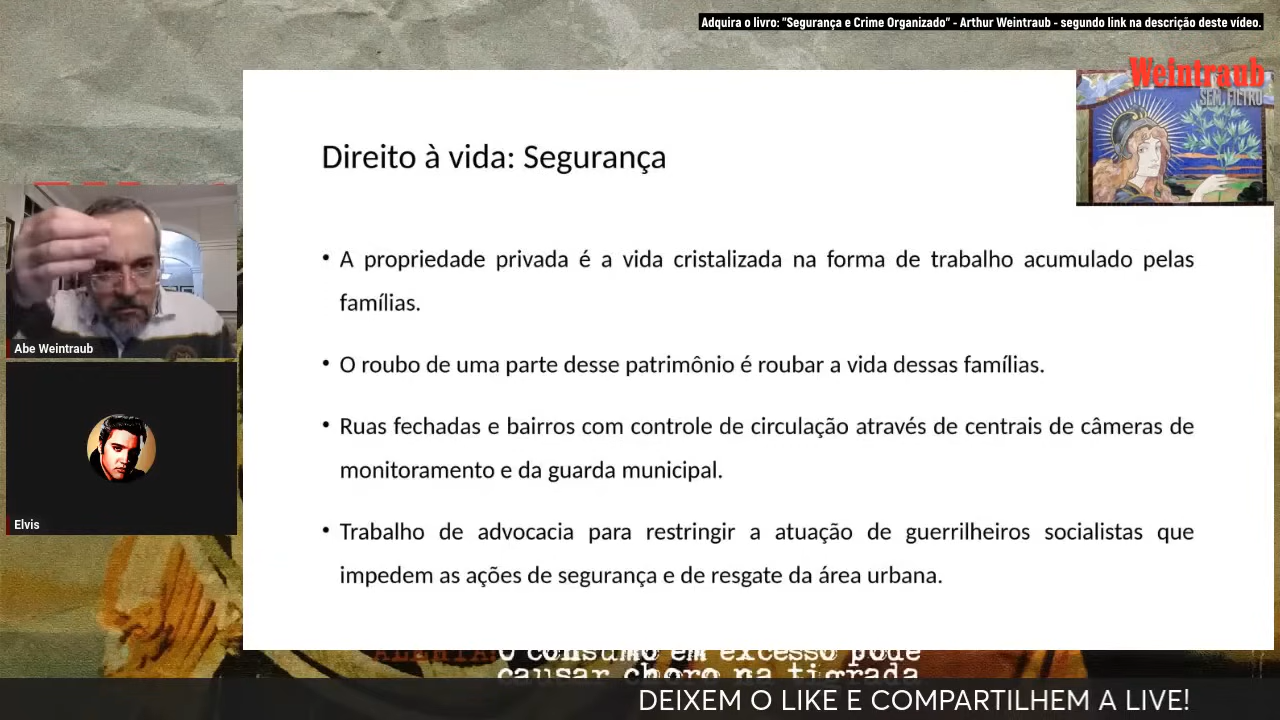 Adquira o livro: "Segurança e Crime Organizado" - Arthur Weintraub - segundo link na descrição deste vídeo.
Weintraub
SEM FILTRO
Direito à vida: Segurança
• A propriedade privada é a vida cristalizada na forma de trabalho acumulado pelas
famílias.
• O roubo de uma parte desse patrimônio é roubar a vida dessas famílias.
• Ruas fechadas e bairros com controle de circulação através de centrais de câmeras de
monitoramento e da guarda municipal.
• Trabalho de advocacia para restringir a atuação de guerrilheiros socialistas que
impedem as ações de segurança e de resgate da área urbana.
Abe Weintraub
Elvis
ALERTA: O consumo em excesso pode
causar choro na tigrada
DEIXEM O LIKE E COMPARTILHEM A LIVE!